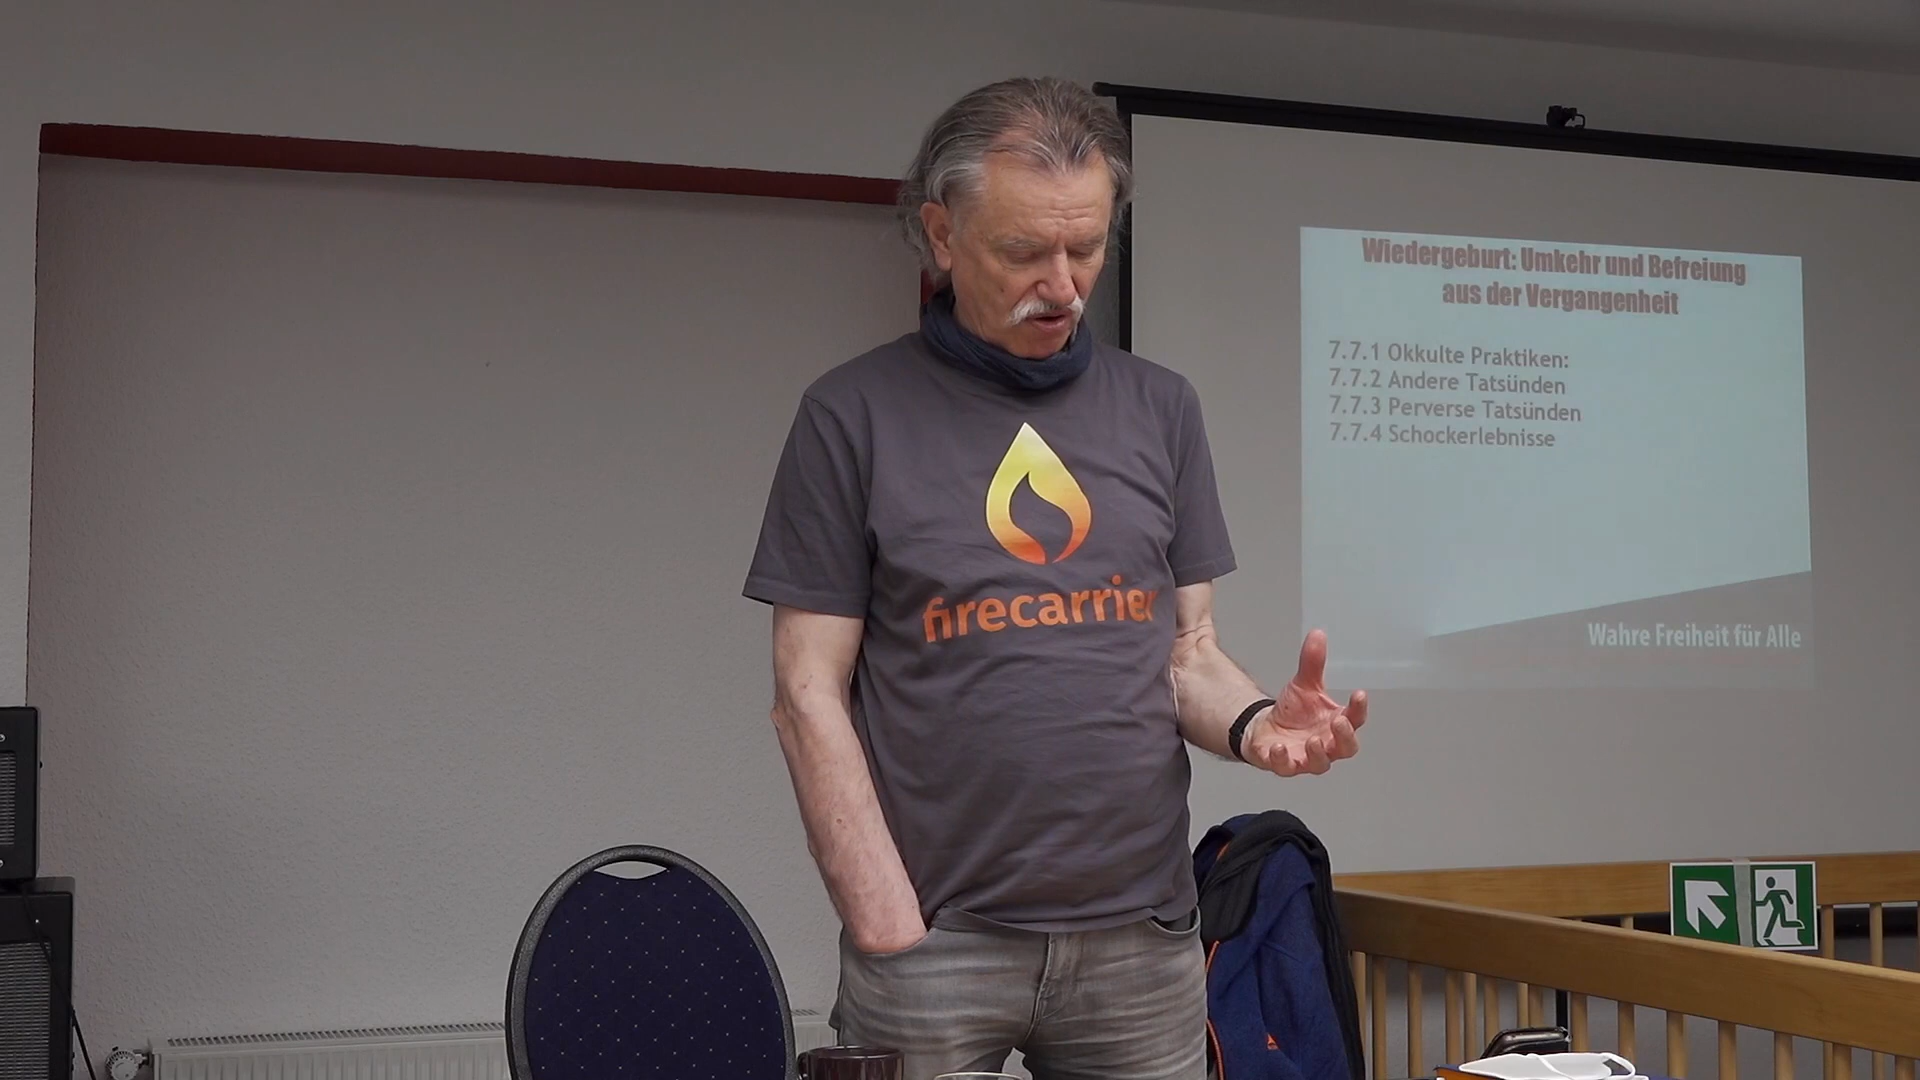 Wiedergeburt: Umkehr und Befreiung
aus der Vergangenheit
7.7.1 Okkulte Praktiken:
7.7.2 Andere Tatsünden
7.7.3 Perverse Tatsünden
7.7.4 Schockerlebnisse
Wahre Freiheit für Alle
firecarrier